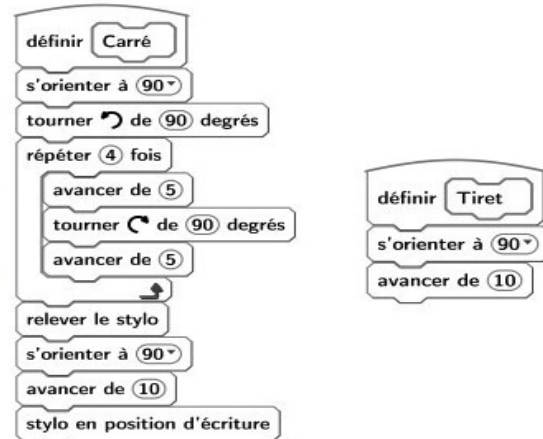 définir Carré
s'orienter à 90
tourner de 90 degrés
répéter 4 fois
avancer de 5
tourner de 90 degrés
avancer de 5
relever le stylo
s'orienter à 90
avancer de 10
stylo en position d'écriture
définir Tiret
s'orienter à 90
avancer de 10